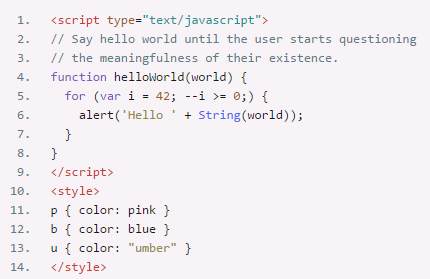 1. <script type="text/javascript">
2. // Say hello world until the user starts questioning
3. // the meaningfulness of their existence.
4. function helloWorld(world) {
5.   for (var i = 42; --i >= 0;) {
6.     alert('Hello ' + String(world));
7.   }
8. }
9. </script>
10. <style>
11. p { color: pink }
12. b { color: blue }
13. u { color: "umber" }
14. </style>